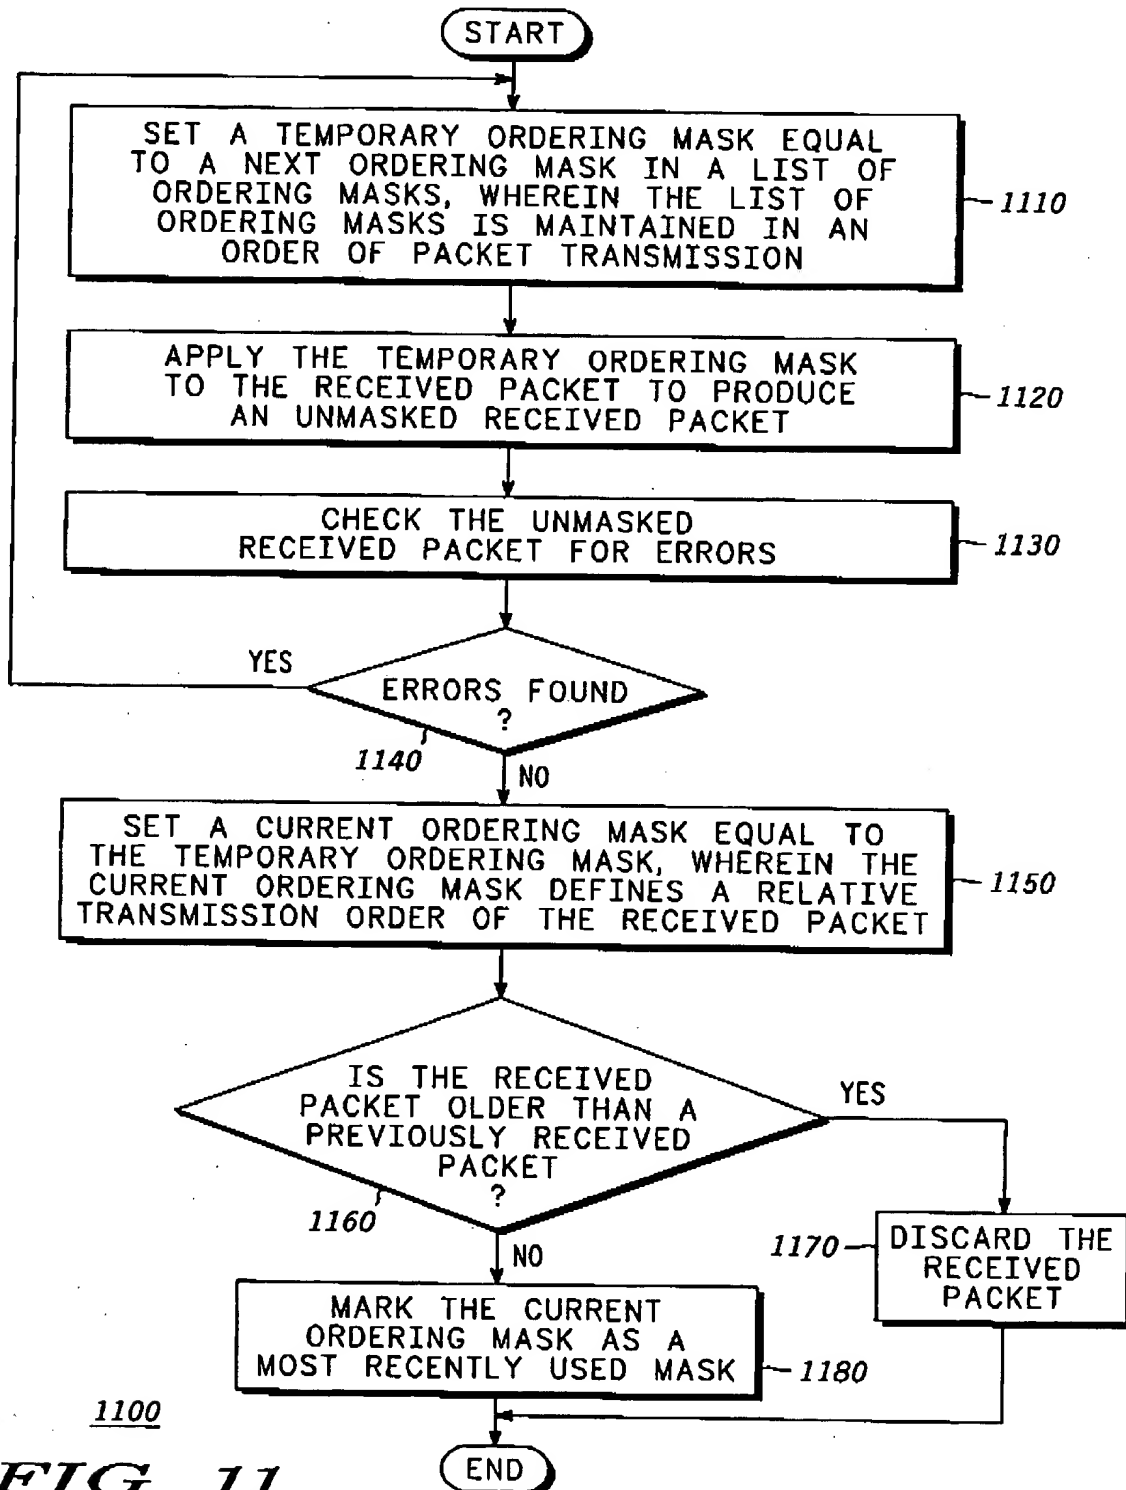 START
SET A TEMPORARY ORDERING MASK EQUAL
TO A NEXT ORDERING MASK IN A LIST OF
ORDERING MASKS, WHEREIN THE LIST OF
ORDERING MASKS IS MAINTAINED IN AN
ORDER OF PACKET TRANSMISSION
1110
APPLY THE TEMPORARY ORDERING MASK
TO THE RECEIVED PACKET TO PRODUCE
AN UNMASKED RECEIVED PACKET
1120
CHECK THE UNMASKED
RECEIVED PACKET FOR ERRORS
1130
YES
ERRORS FOUND
?
1140
NO
SET A CURRENT ORDERING MASK EQUAL TO
THE TEMPORARY ORDERING MASK, WHEREIN THE
CURRENT ORDERING MASK DEFINES A RELATIVE
TRANSMISSION ORDER OF THE RECEIVED PACKET
1150
IS THE RECEIVED
PACKET OLDER THAN A
PREVIOUSLY RECEIVED
PACKET
?
YES
1160
NO
1170
DISCARD THE
RECEIVED
PACKET
MARK THE CURRENT
ORDERING MASK AS A
MOST RECENTLY USED MASK
1180
1100
END
FIG. 11